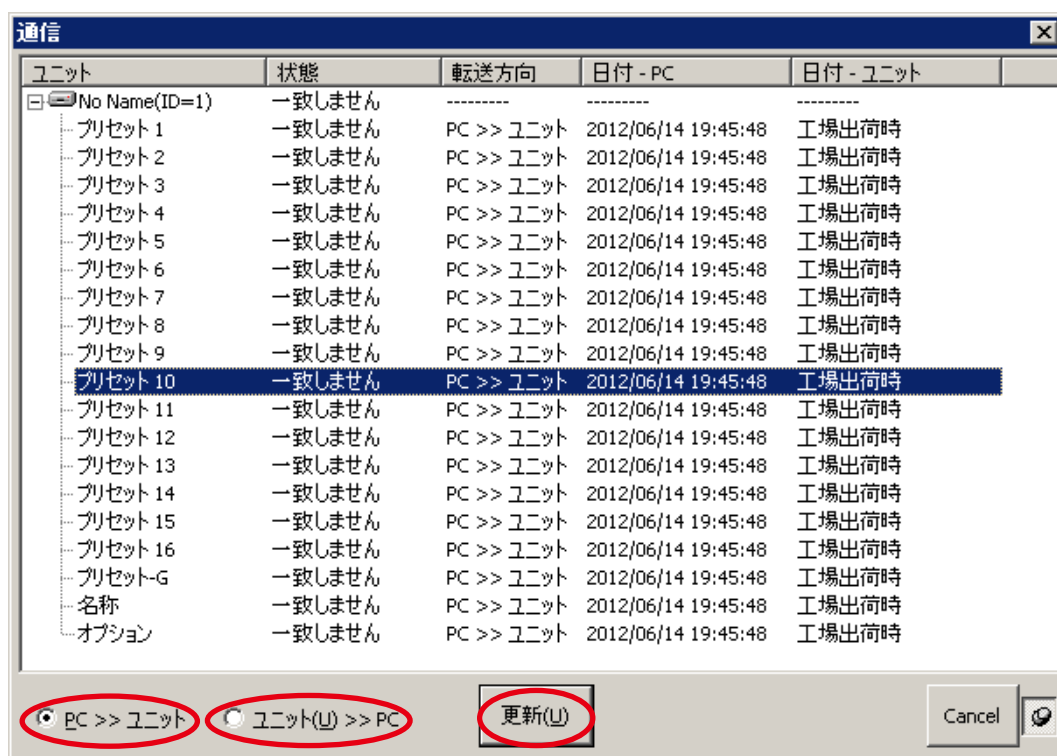 通信
ユニット 状態 転送方向 日付 - PC 日付 - ユニット
No Name(ID=1) 一致しません --------- --------- ---------
プリセット 1 一致しません PC >> ユニット 2012/06/14 19:45:48 工場出荷時
プリセット 2 一致しません PC >> ユニット 2012/06/14 19:45:48 工場出荷時
プリセット 3 一致しません PC >> ユニット 2012/06/14 19:45:48 工場出荷時
プリセット 4 一致しません PC >> ユニット 2012/06/14 19:45:48 工場出荷時
プリセット 5 一致しません PC >> ユニット 2012/06/14 19:45:48 工場出荷時
プリセット 6 一致しません PC >> ユニット 2012/06/14 19:45:48 工場出荷時
プリセット 7 一致しません PC >> ユニット 2012/06/14 19:45:48 工場出荷時
プリセット 8 一致しません PC >> ユニット 2012/06/14 19:45:48 工場出荷時
プリセット 9 一致しません PC >> ユニット 2012/06/14 19:45:48 工場出荷時
プリセット 10 一致しません PC >> ユニット 2012/06/14 19:45:48 工場出荷時
プリセット 11 一致しません PC >> ユニット 2012/06/14 19:45:48 工場出荷時
プリセット 12 一致しません PC >> ユニット 2012/06/14 19:45:48 工場出荷時
プリセット 13 一致しません PC >> ユニット 2012/06/14 19:45:48 工場出荷時
プリセット 14 一致しません PC >> ユニット 2012/06/14 19:45:48 工場出荷時
プリセット 15 一致しません PC >> ユニット 2012/06/14 19:45:48 工場出荷時
プリセット 16 一致しません PC >> ユニット 2012/06/14 19:45:48 工場出荷時
プリセット-G 一致しません PC >> ユニット 2012/06/14 19:45:48 工場出荷時
名称 一致しません PC >> ユニット 2012/06/14 19:45:48 工場出荷時
オプション 一致しません PC >> ユニット 2012/06/14 19:45:48 工場出荷時
PC >> ユニット ユニット(U) >> PC 更新(U) Cancel